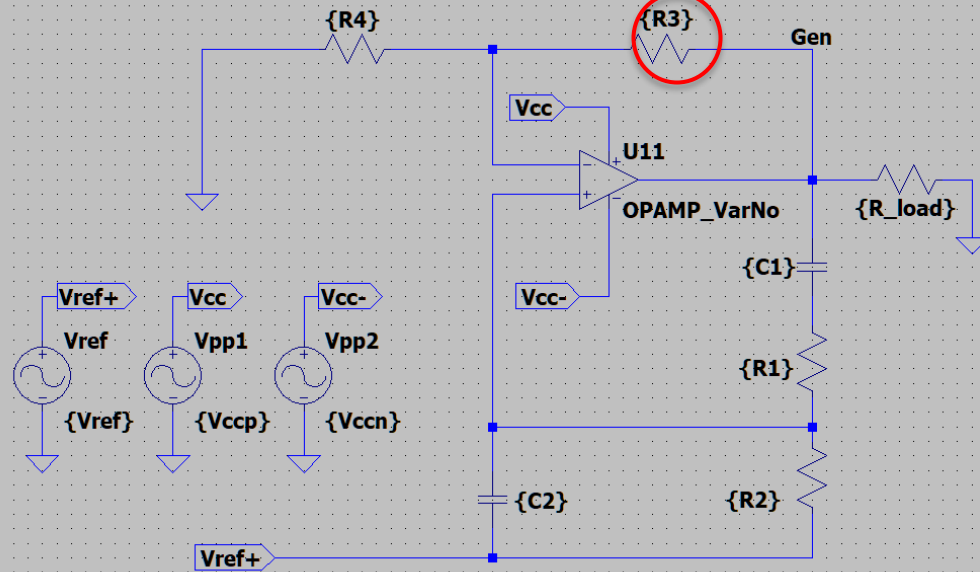 {R4}
{R3}
Gen
Vcc
U11
OPAMP_VarNo
{R_load}
{C1}
Vref+
Vcc
Vcc-
Vcc-
Vref
Vpp1
Vpp2
{R1}
{Vref}
{Vccp}
{Vccn}
{C2}
{R2}
Vref+